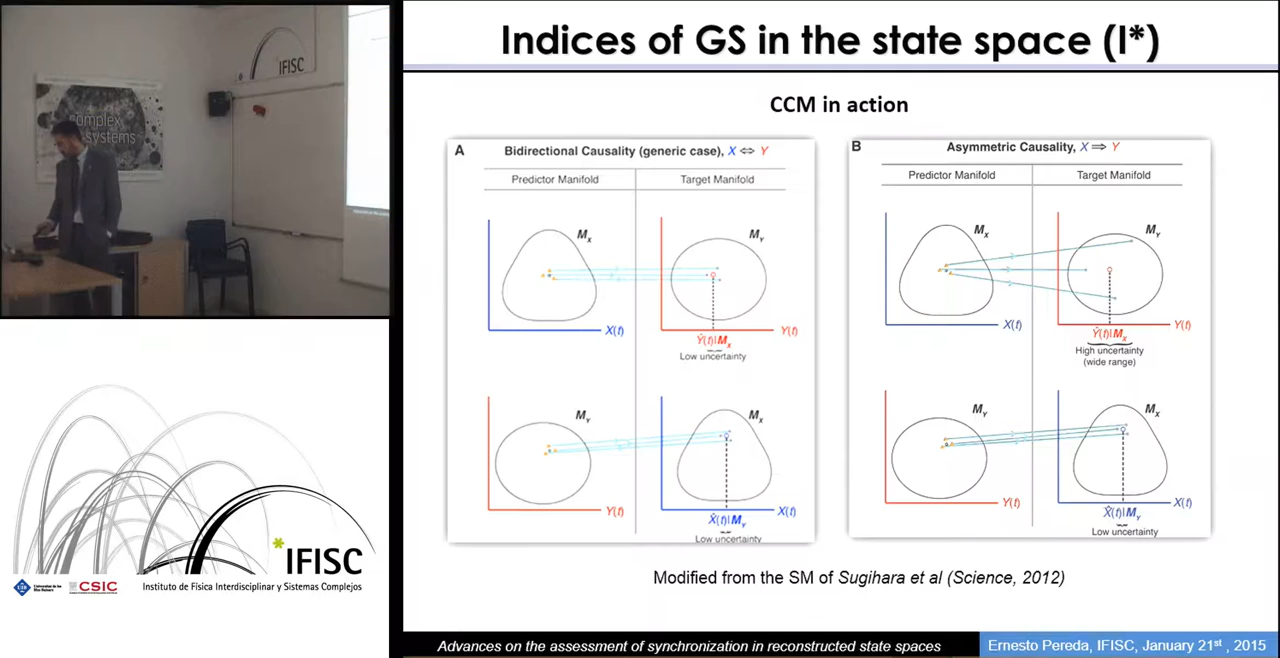 IFISC
Complex
systems
Indices of GS in the state space (I*)
CCM in action
A
Bidirectional Causality (generic case), X ⇔ Y
Predictor Manifold
Target Manifold
Mx
My
X(t)
Y(t)
Ŷ(t)|Mx
Low uncertainty
My
Mx
Y(t)
X(t)
X̂(t)|My
Low uncertainty
B
Asymmetric Causality, X ⇒ Y
Predictor Manifold
Target Manifold
Mx
My
X(t)
Y(t)
Ŷ(t)|Mx
High uncertainty
(wide range)
My
Mx
Y(t)
X(t)
X̂(t)|My
Low uncertainty
Modified from the SM of Sugihara et al (Science, 2012)
*IFISC
UIB
CSIC
Instituto de Física Interdisciplinar y Sistemas Complejos
Advances on the assessment of synchronization in reconstructed state spaces
Ernesto Pereda, IFISC, January 21st , 2015